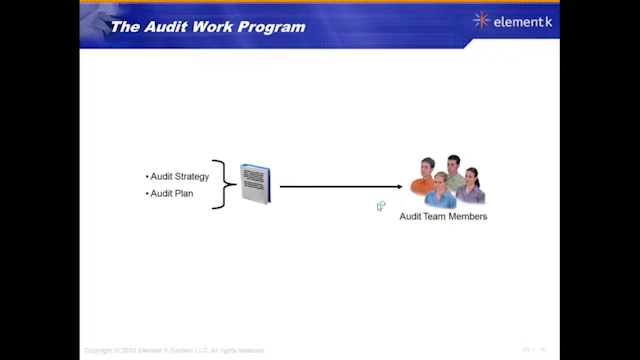 The Audit Work Program
element k
• Audit Strategy
• Audit Plan
Audit Team Members
Copyright © 2010 Element K Content LLC. All rights reserved.